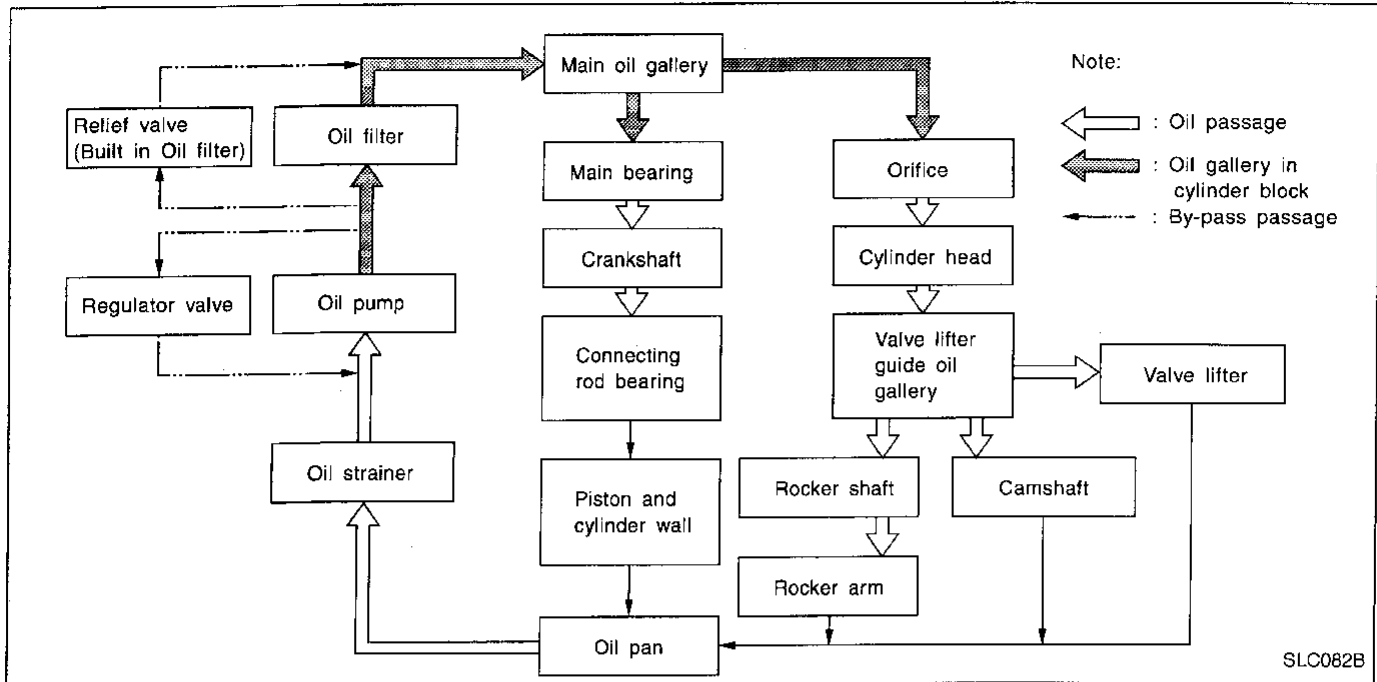 Main oil gallery
Note:
Relief valve
(Built in Oil filter)
Oil filter
: Oil passage
Main bearing
Orifice
: Oil gallery in
cylinder block
: By-pass passage
Crankshaft
Cylinder head
Regulator valve
Oil pump
Connecting
rod bearing
Valve lifter
guide oil
gallery
Valve lifter
Oil strainer
Piston and
cylinder wall
Rocker shaft
Camshaft
Rocker arm
Oil pan
SLC082B